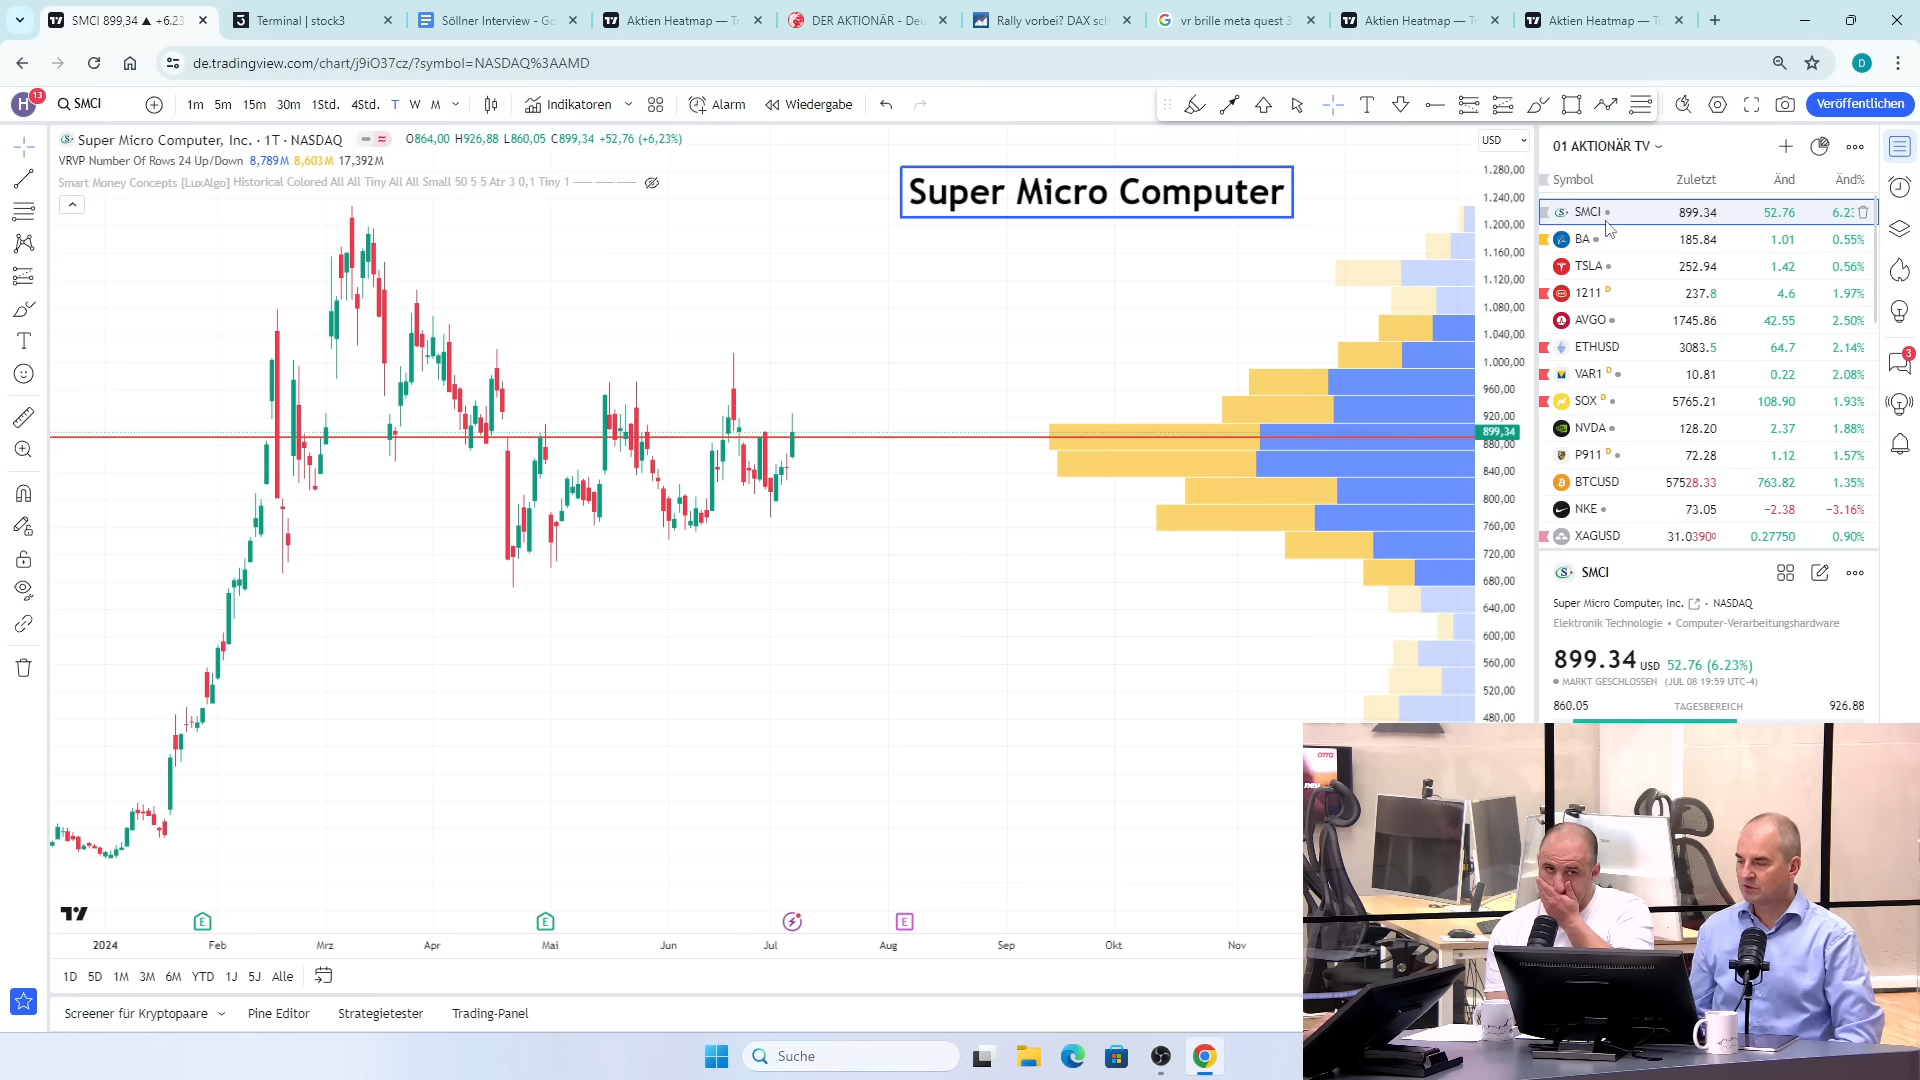 SMCI 899,34 ▲ +6.23
Terminal | stock3
Söllner Interview - Go
Aktien Heatmap — T
DER AKTIONÄR - Deu
Rally vorbei? DAX sch
vr brille meta quest 3
Aktien Heatmap — T
Aktien Heatmap — T
de.tradingview.com/chart/j9iO37cz/?symbol=NASDAQ%3AAMD
D
H
13
SMCI
1m 5m 15m 30m 1Std. 4Std. T W M
Indikatoren
Alarm
Wiedergabe
Veröffentlichen
Super Micro Computer, Inc. · 1T · NASDAQ
O864,00 H926,88 L860,05 C899,34 +52,76 (+6,23%)
VRVP Number Of Rows 24 Up/Down 8,789M 8,603M 17,392M
Smart Money Concepts [LuxAlgo] Historical Colored All All Tiny All All Small 50 5 5 Atr 3 0,1 Tiny 1
Super Micro Computer
USD
1.280,00
1.240,00
1.200,00
1.160,00
1.120,00
1.080,00
1.040,00
1.000,00
960,00
920,00
899,34
880,00
840,00
800,00
760,00
720,00
680,00
640,00
600,00
560,00
520,00
480,00
E
E
E
2024 Feb Mrz Apr Mai Jun Jul Aug Sep Okt Nov
1D 5D 1M 3M 6M YTD 1J 5J Alle
Screener für Kryptopaare
Pine Editor
Strategietester
Trading-Panel
01 AKTIONÄR TV
Symbol Zuletzt Änd Änd%
SMCI 899.34 52.76 6.23
BA 185.84 1.01 0.55%
TSLA 252.94 1.42 0.56%
1211 D 237.8 4.6 1.97%
AVGO 1745.86 42.55 2.50%
ETHUSD 3083.5 64.7 2.14%
VAR1 D 10.81 0.22 2.08%
SOX D 5765.21 108.90 1.93%
NVDA 128.20 2.37 1.88%
P911 D 72.28 1.12 1.57%
BTCUSD 57528.33 763.82 1.35%
NKE 73.05 −2.38 −3.16%
XAGUSD 31.0390 0.27750 0.90%
3
SMCI
Super Micro Computer, Inc. · NASDAQ
Elektronik Technologie • Computer-Verarbeitungshardware
899.34 USD 52.76 (6.23%)
MARKT GESCHLOSSEN (JUL 08 19:59 UTC-4)
860.05 TAGESBEREICH 926.88
OTTO
Suche